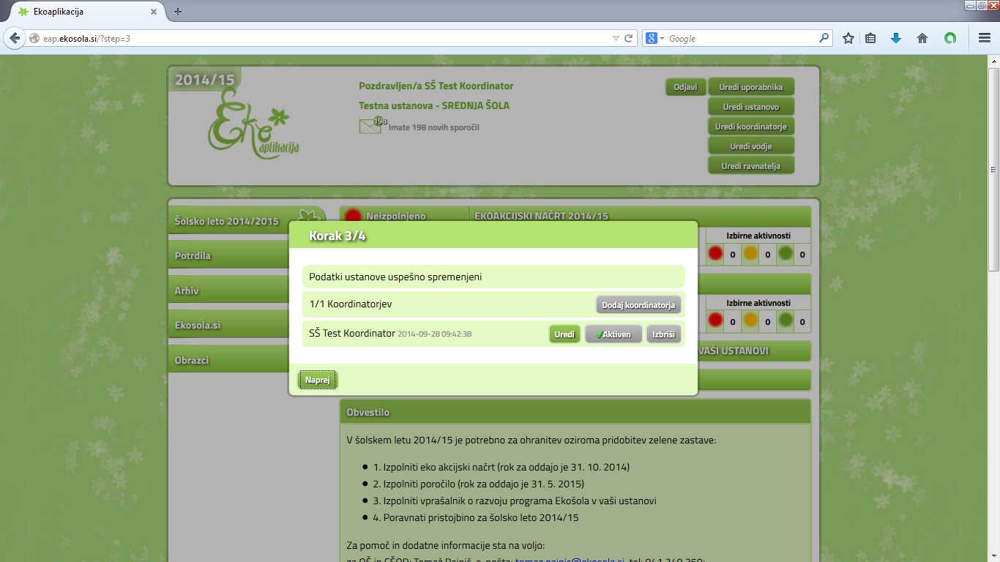 Ekoaplikacija
eap.ekosola.si/?step=3
Google
2014/15
Eko
aplikacija
Pozdravljen/a SŠ Test Koordinator
Testna ustanova - SREDNJA ŠOLA
198
Imate 198 novih sporočil
Odjavi
Uredi uporabnika
Uredi ustanovo
Uredi koordinatorje
Uredi vodje
Uredi ravnatelja
Šolsko leto 2014/2015
Potrdila
Arhiv
Ekosola.si
Obrazci
Neizpolnjeno
EKOAKCIJSKI NAČRT 2014/15
Izbirne aktivnosti
0 0 0
Izbirne aktivnosti
0 0 0
VAŠI USTANOVI
Korak 3/4
Podatki ustanove uspešno spremenjeni
1/1 Koordinatorjev
Dodaj koordinatorja
SŠ Test Koordinator 2014-09-28 09:42:38
Uredi
Aktiven
Izbriši
Naprej
Obvestilo
V šolskem letu 2014/15 je potrebno za ohranitev oziroma pridobitev zelene zastave:
1. Izpolniti eko akcijski načrt (rok za oddajo je 31. 10. 2014)
2. Izpolniti poročilo (rok za oddajo je 31. 5. 2015)
3. Izpolniti vprašalnik o razvoju programa Ekošola v vaši ustanovi
4. Poravnati pristojbino za šolsko leto 2014/15
Za pomoč in dodatne informacije sta na voljo: